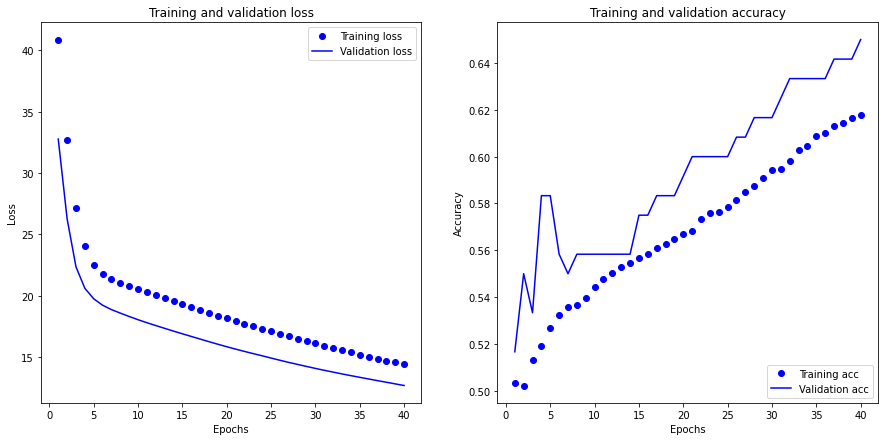 Training and validation loss
40
35
30
25
20
15
0 5 10 15 20 25 30 35 40
Loss
Epochs
Training loss
Validation loss
Training and validation accuracy
0.64
0.62
0.60
0.58
0.56
0.54
0.52
0.50
0 5 10 15 20 25 30 35 40
Accuracy
Epochs
Training acc
Validation acc